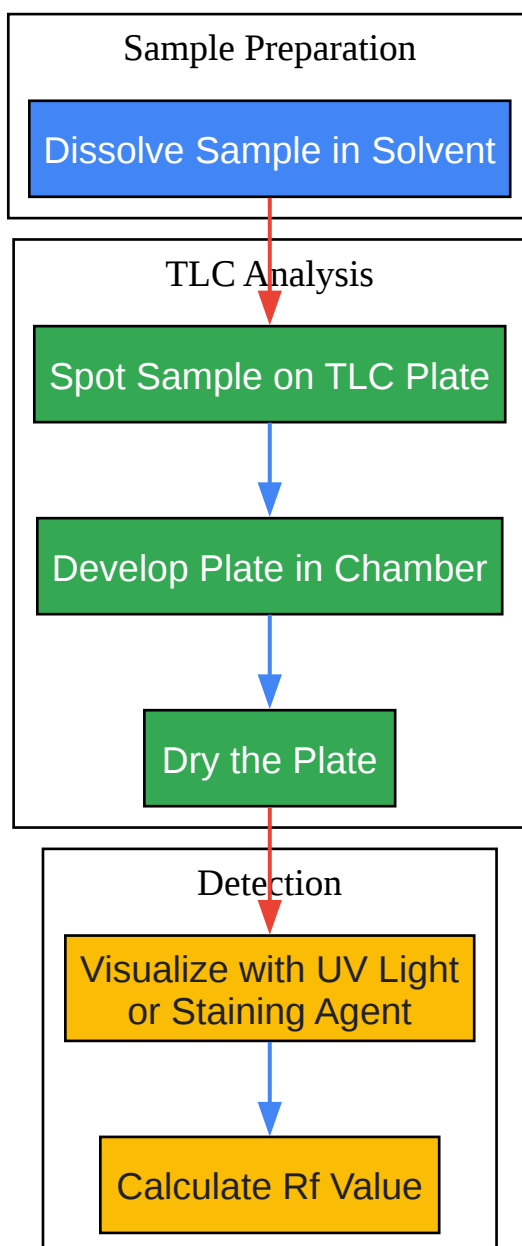 Sample Preparation
Dissolve Sample in Solvent
TLC Analysis
Spot Sample on TLC Plate
Develop Plate in Chamber
Dry the Plate
Detection
Visualize with UV Light
or Staining Agent
Calculate Rf Value